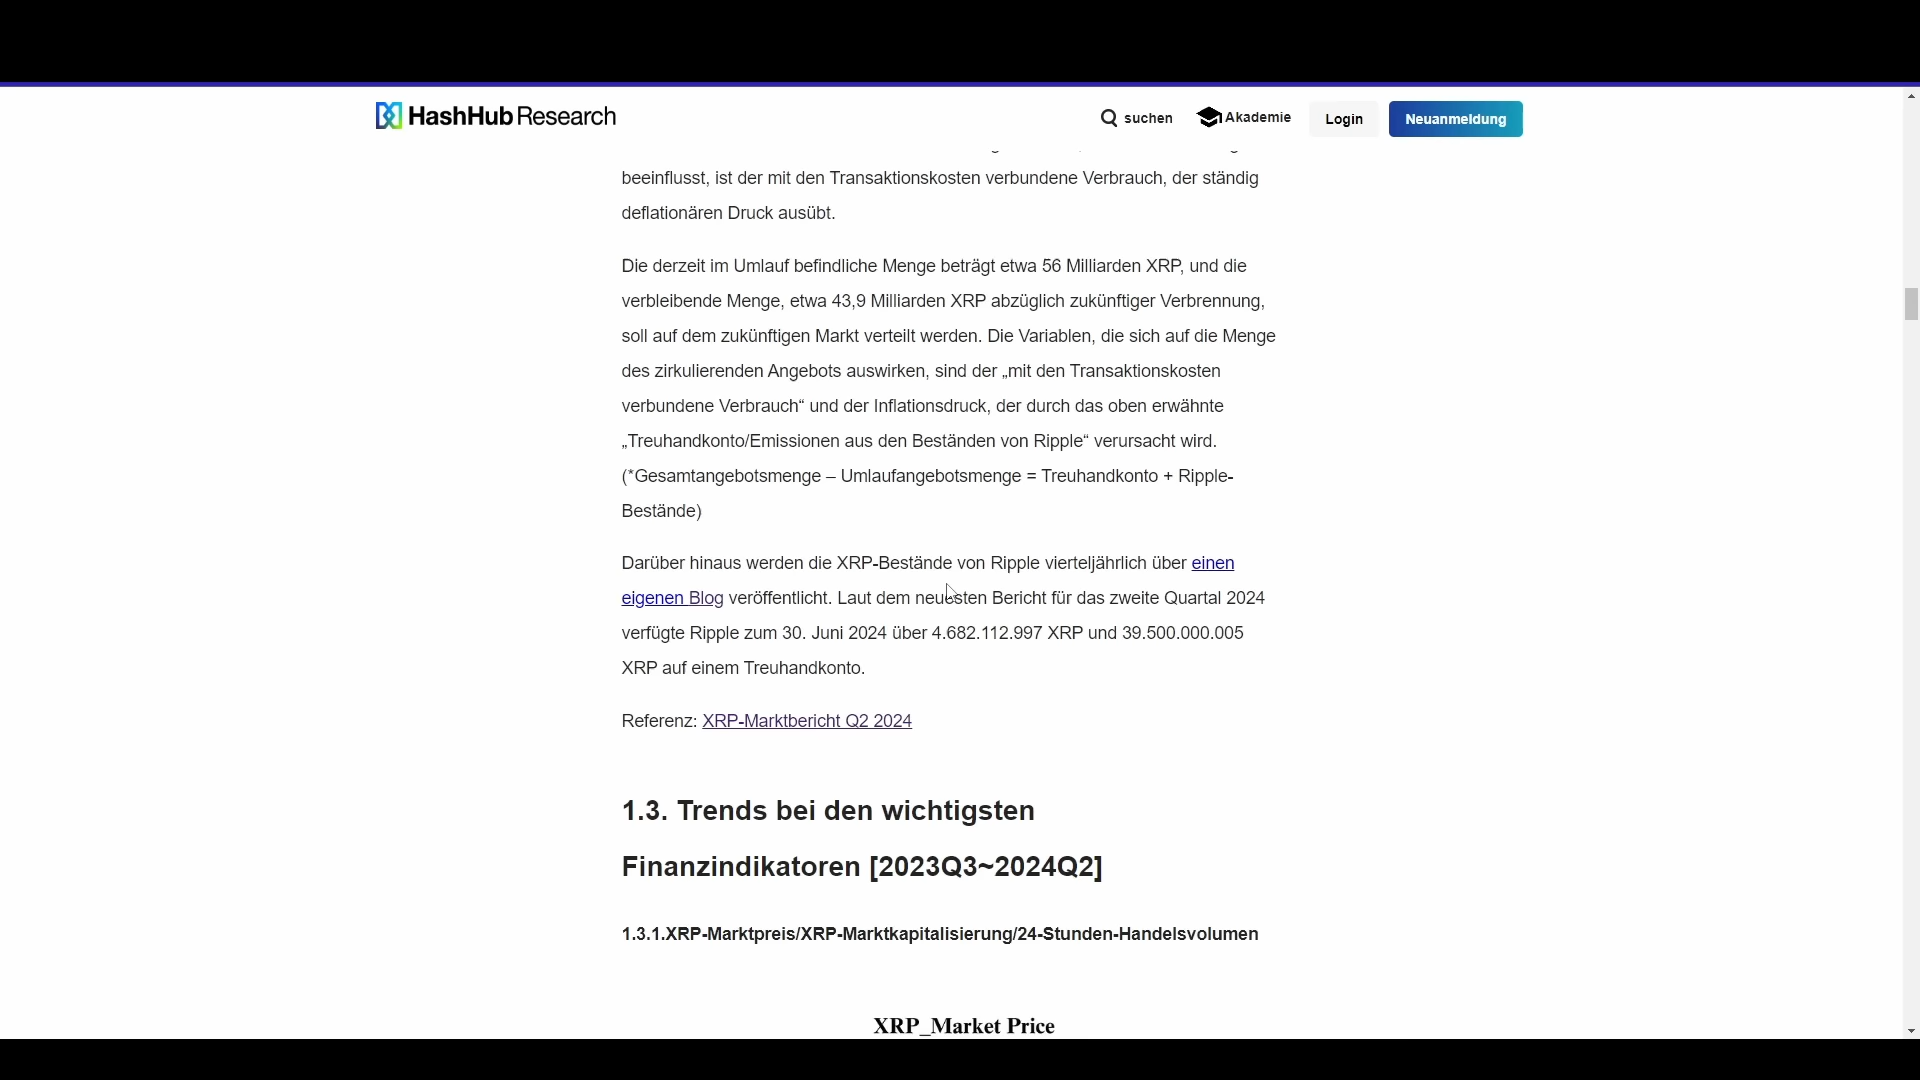 HashHub Research
suchen
Akademie
Login
Neuanmeldung
beeinflusst, ist der mit den Transaktionskosten verbundene Verbrauch, der ständig
deflationären Druck ausübt.
Die derzeit im Umlauf befindliche Menge beträgt etwa 56 Milliarden XRP, und die
verbleibende Menge, etwa 43,9 Milliarden XRP abzüglich zukünftiger Verbrennung,
soll auf dem zukünftigen Markt verteilt werden. Die Variablen, die sich auf die Menge
des zirkulierenden Angebots auswirken, sind der „mit den Transaktionskosten
verbundene Verbrauch“ und der Inflationsdruck, der durch das oben erwähnte
„Treuhandkonto/Emissionen aus den Beständen von Ripple“ verursacht wird.
(*Gesamtangebotsmenge – Umlaufangebotsmenge = Treuhandkonto + Ripple-
Bestände)
Darüber hinaus werden die XRP-Bestände von Ripple vierteljährlich über einen
eigenen Blog veröffentlicht. Laut dem neuesten Bericht für das zweite Quartal 2024
verfügte Ripple zum 30. Juni 2024 über 4.682.112.997 XRP und 39.500.000.005
XRP auf einem Treuhandkonto.
Referenz: XRP-Marktbericht Q2 2024
1.3. Trends bei den wichtigsten
Finanzindikatoren [2023Q3~2024Q2]
1.3.1.XRP-Marktpreis/XRP-Marktkapitalisierung/24-Stunden-Handelsvolumen
XRP_Market Price